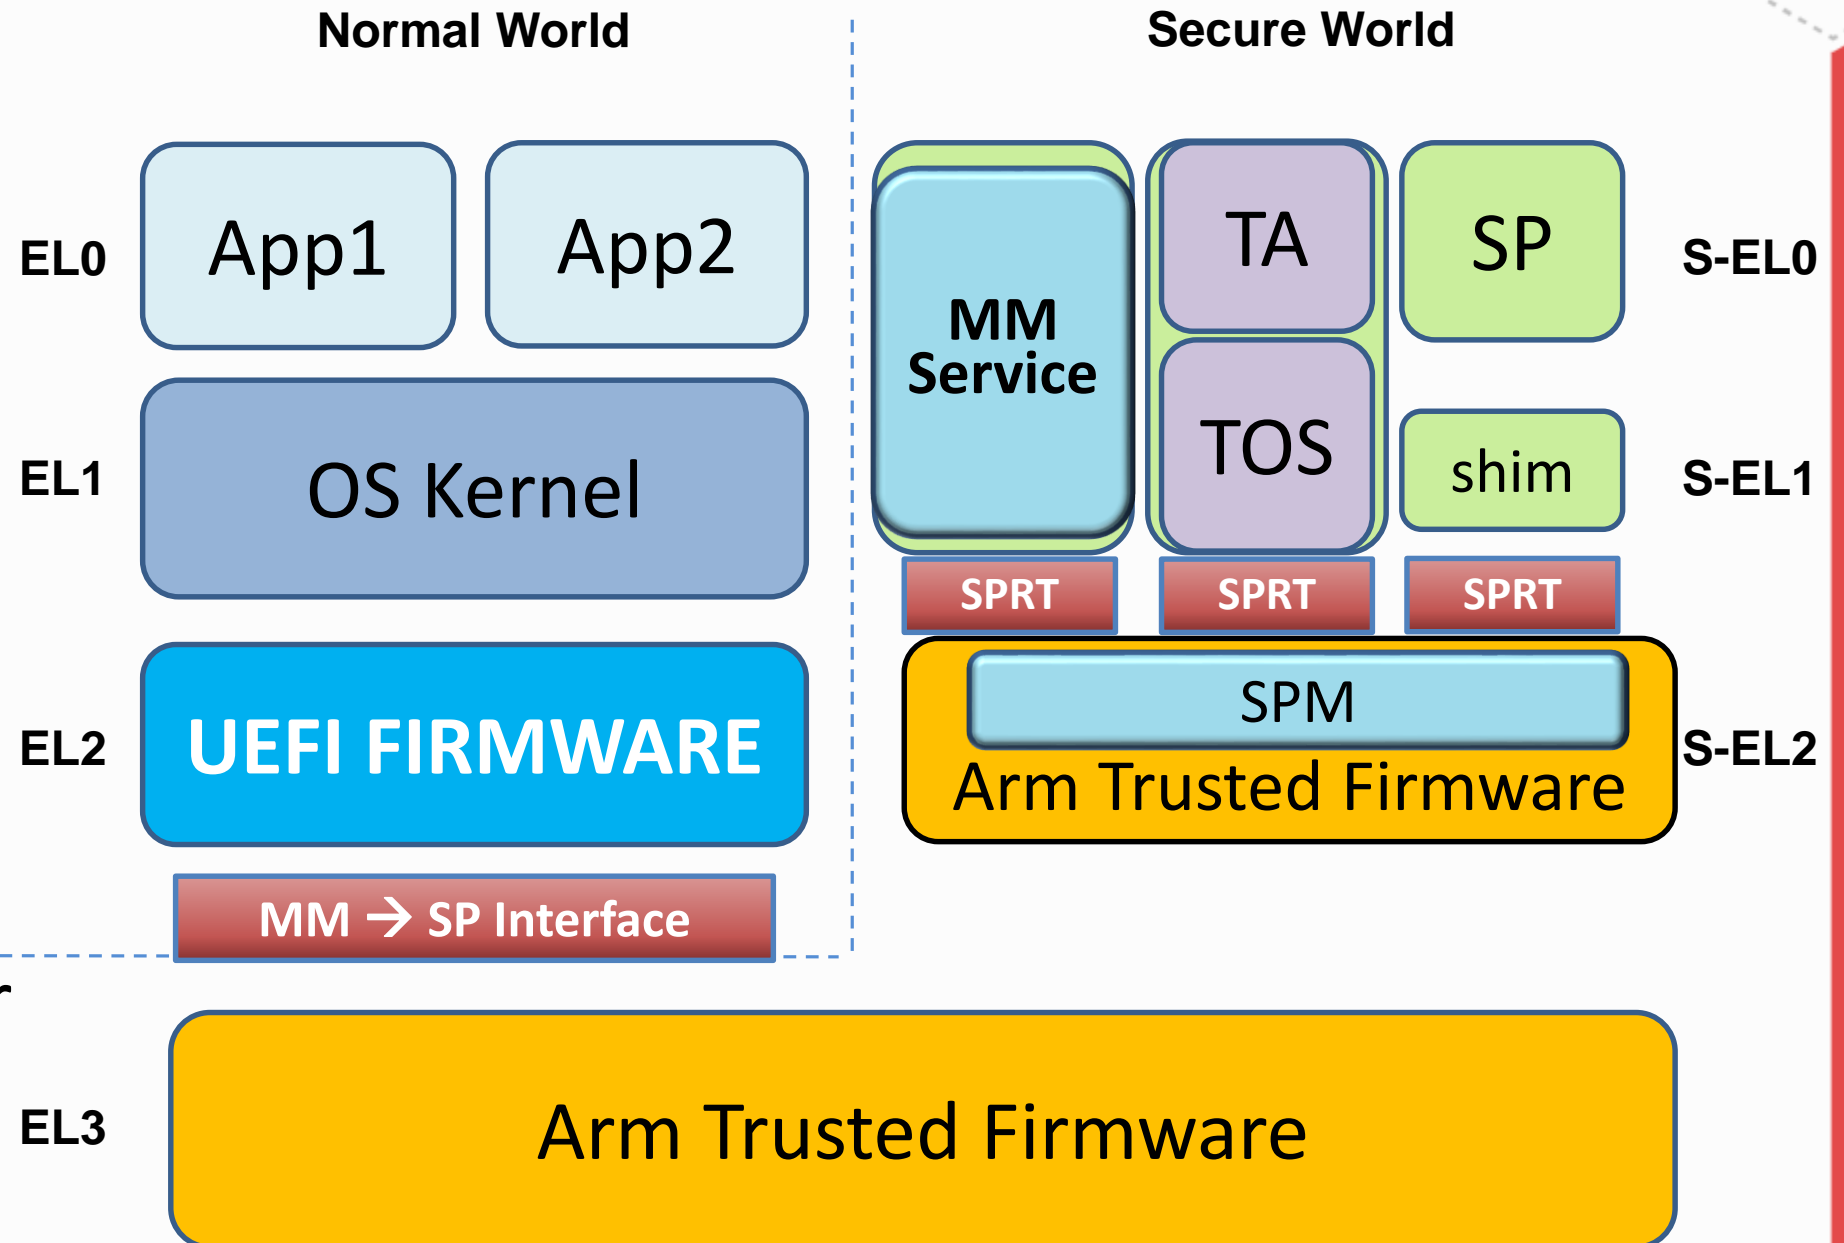 Normal World
Secure World
App1
App2
TA
SP
EL0
S-EL0
MM
Service
OS Kernel
TOS
shim
EL1
S-EL1
SPRT
SPRT
SPRT
UEFI FIRMWARE
SPM
EL2
S-EL2
Arm Trusted Firmware
MM → SP Interface
Arm Trusted Firmware
EL3